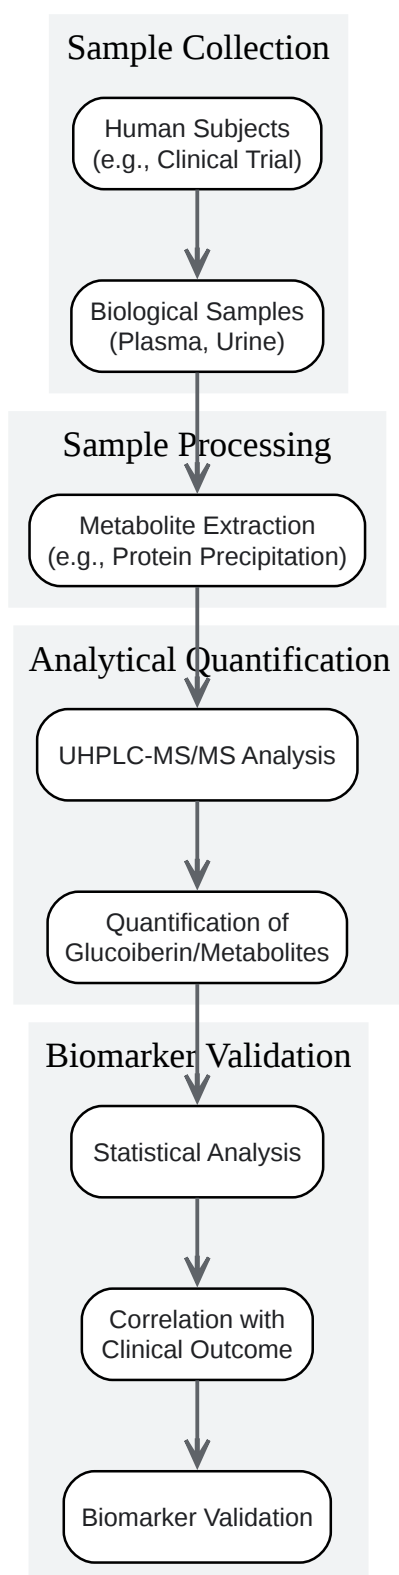 Sample Collection
Human Subjects
(e.g., Clinical Trial)
Biological Samples
(Plasma, Urine)
Sample Processing
Metabolite Extraction
(e.g., Protein Precipitation)
Analytical Quantification
UHPLC-MS/MS Analysis
Quantification of
Glucoiberin/Metabolites
Biomarker Validation
Statistical Analysis
Correlation with
Clinical Outcome
Biomarker Validation